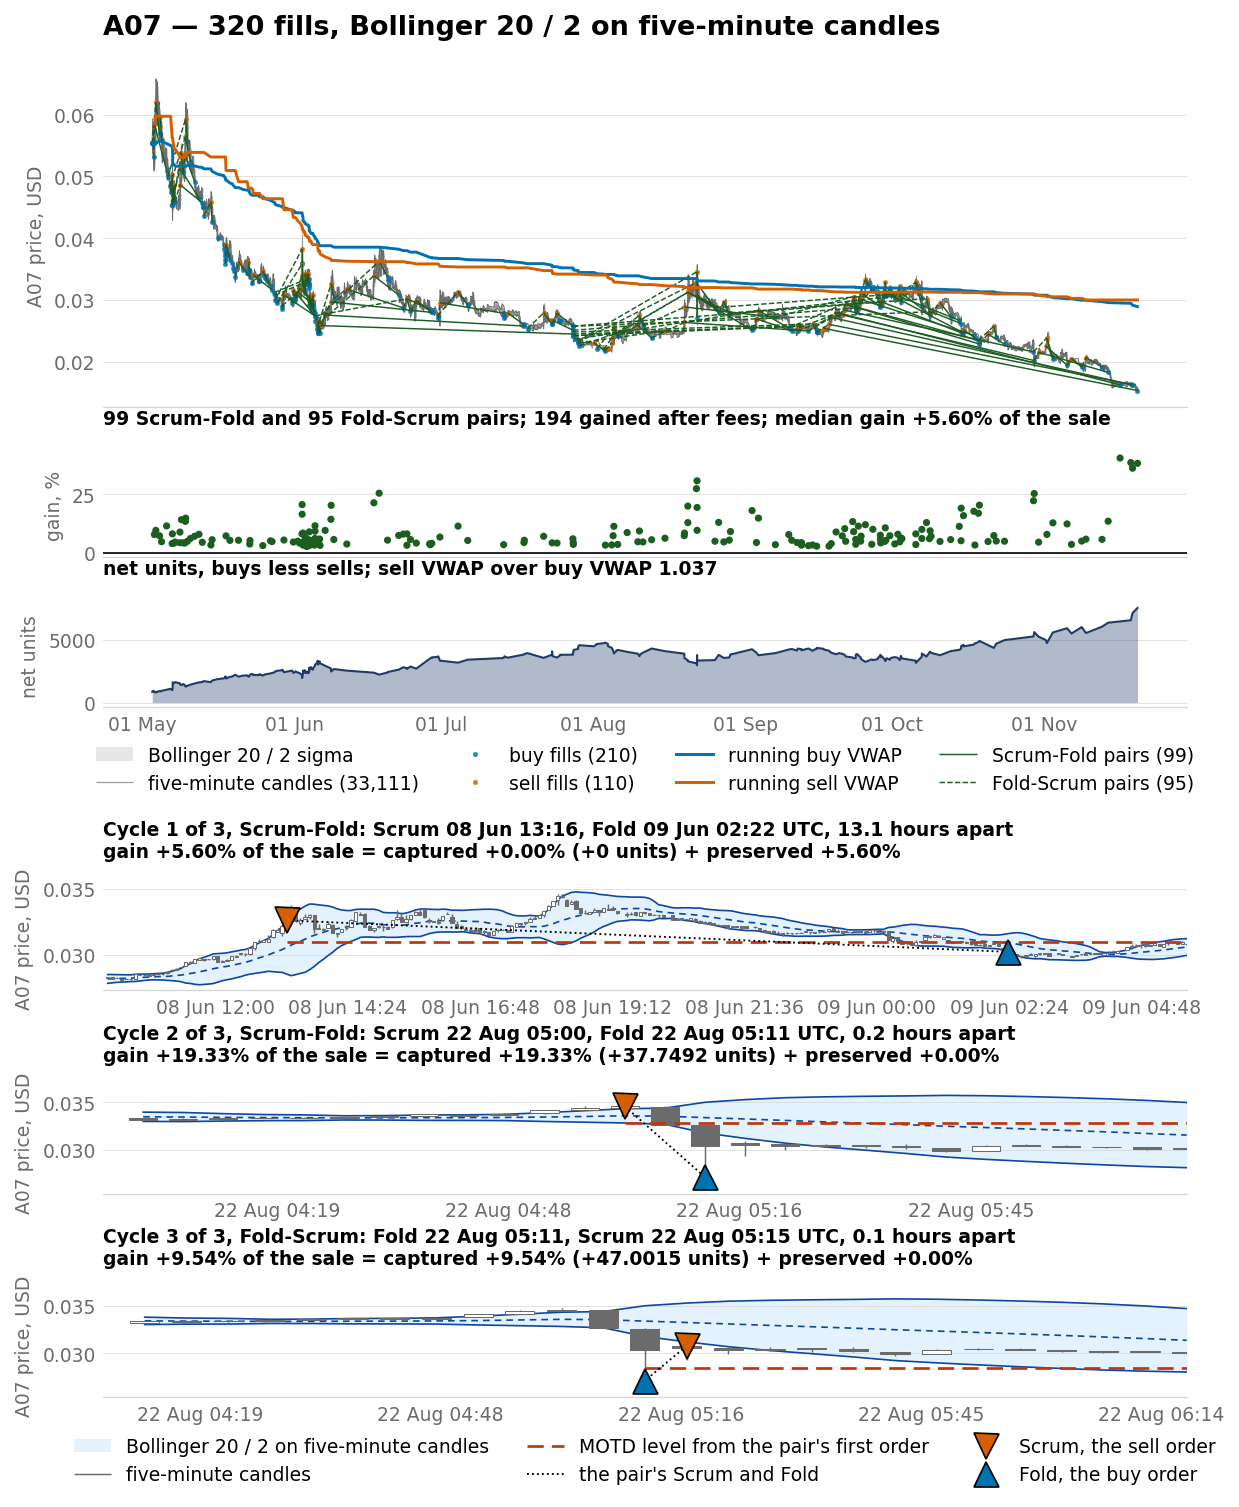 A07 — 320 fills, Bollinger 20 / 2 on five-minute candles
A07 price, USD
0.06
0.05
0.04
0.03
0.02
99 Scrum-Fold and 95 Fold-Scrum pairs; 194 gained after fees; median gain +5.60% of the sale
gain, %
25
0
net units, buys less sells; sell VWAP over buy VWAP 1.037
net units
5000
0
01 May 01 Jun 01 Jul 01 Aug 01 Sep 01 Oct 01 Nov
Bollinger 20 / 2 sigma buy fills (210) running buy VWAP Scrum-Fold pairs (99)
five-minute candles (33,111) sell fills (110) running sell VWAP Fold-Scrum pairs (95)
Cycle 1 of 3, Scrum-Fold: Scrum 08 Jun 13:16, Fold 09 Jun 02:22 UTC, 13.1 hours apart
gain +5.60% of the sale = captured +0.00% (+0 units) + preserved +5.60%
A07 price, USD
0.035
0.030
08 Jun 12:00 08 Jun 14:24 08 Jun 16:48 08 Jun 19:12 08 Jun 21:36 09 Jun 00:00 09 Jun 02:24 09 Jun 04:48
Cycle 2 of 3, Scrum-Fold: Scrum 22 Aug 05:00, Fold 22 Aug 05:11 UTC, 0.2 hours apart
gain +19.33% of the sale = captured +19.33% (+37.7492 units) + preserved +0.00%
A07 price, USD
0.035
0.030
22 Aug 04:19 22 Aug 04:48 22 Aug 05:16 22 Aug 05:45
Cycle 3 of 3, Fold-Scrum: Fold 22 Aug 05:11, Scrum 22 Aug 05:15 UTC, 0.1 hours apart
gain +9.54% of the sale = captured +9.54% (+47.0015 units) + preserved +0.00%
A07 price, USD
0.035
0.030
22 Aug 04:19 22 Aug 04:48 22 Aug 05:16 22 Aug 05:45 22 Aug 06:14
Bollinger 20 / 2 on five-minute candles MOTD level from the pair's first order Scrum, the sell order
five-minute candles the pair's Scrum and Fold Fold, the buy order